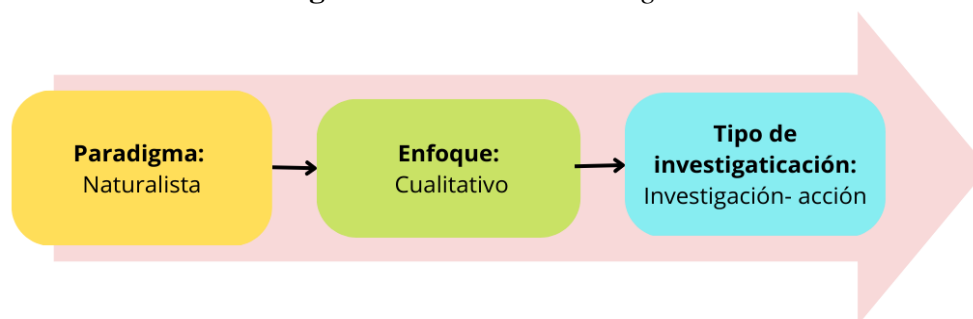 Paradigma:
Naturalista
Enfoque:
Cualitativo
Tipo de
investigaticación:
Investigación- acción